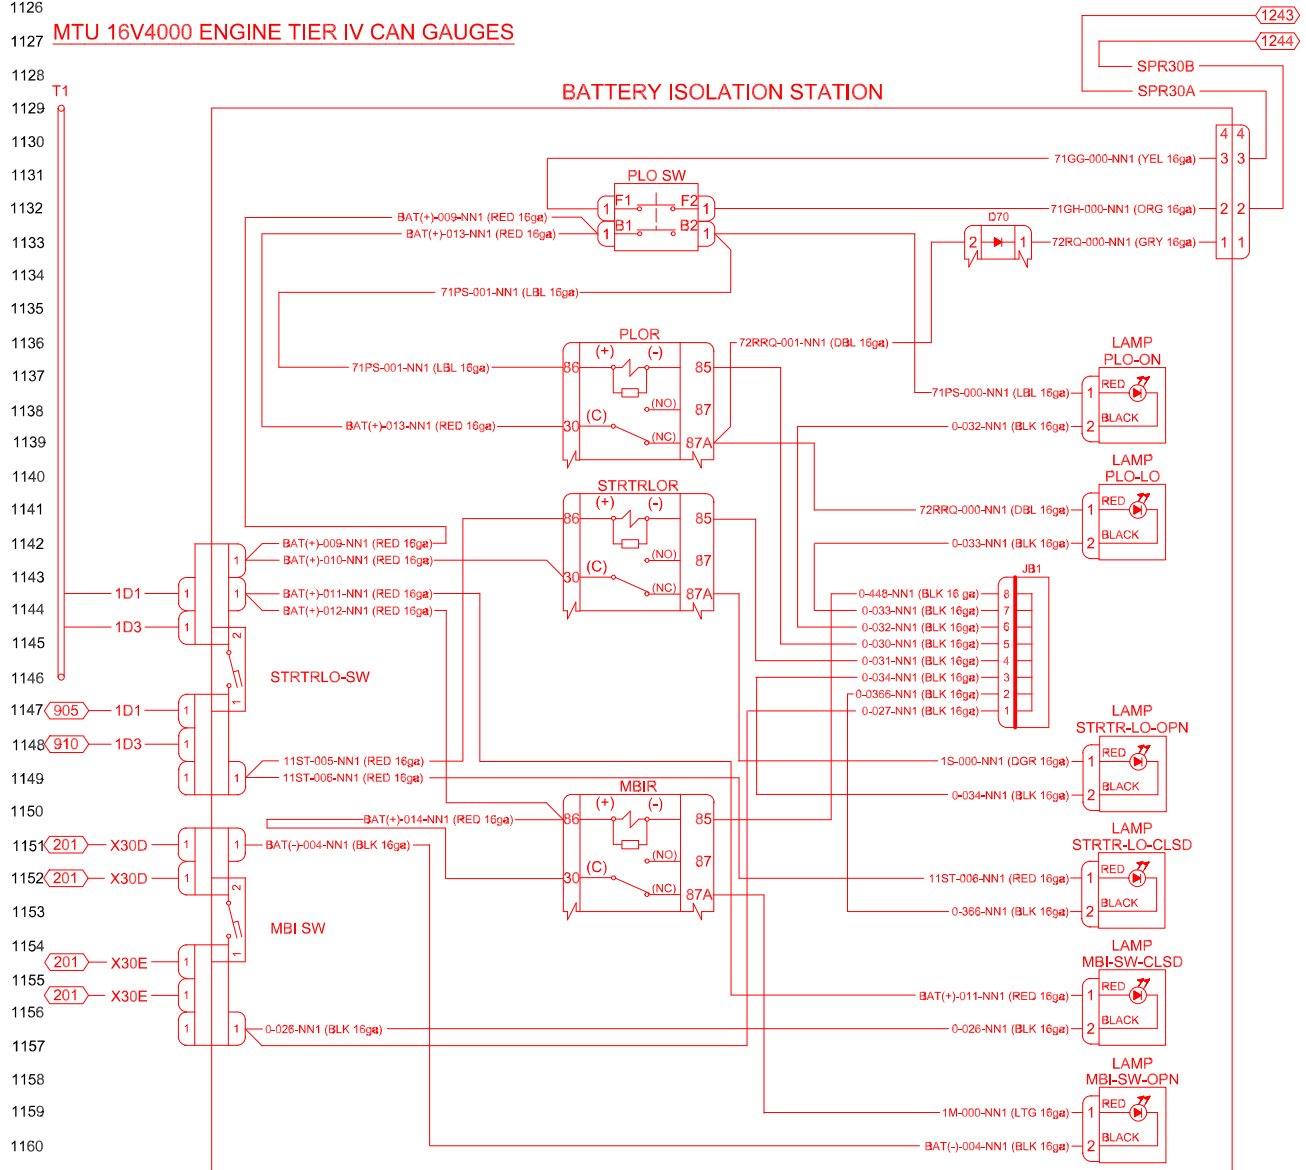 1126
MTU 16V4000 ENGINE TIER IV CAN GAUGES
1243
1127
1244
1128
SPR30B
T1
BATTERY ISOLATION STATION
SPR30A
1129
4 4
1130
71GG-000-NN1 (YEL 16ga)
3 3
1131
PLO SW
1132
BAT(+)-009-NN1 (RED 16ga)
1 F1 F2 1
71GH-000-NN1 (ORG 16ga)
2 2
BAT(+)-013-NN1 (RED 16ga)
1 B1 B2 1
D70
1133
2 1
72RQ-000-NN1 (GRY 16ga)
1 1
1134
71PS-001-NN1 (LBL 16ga)
1135
1136
PLOR
72RRQ-001-NN1 (DBL 16ga)
LAMP
PLO-ON
(+) (-)
1137
71PS-001-NN1 (LBL 16ga)
86 85
71PS-000-NN1 (LBL 16ga)
1 RED
1138
(NO) 87
BAT(+)-013-NN1 (RED 16ga)
30 (C)
0-032-NN1 (BLK 16ga)
2 BLACK
1139
(NC) 87A
LAMP
PLO-LO
1140
STRTRLOR
1141
(+) (-)
86 85
72RRQ-000-NN1 (DBL 16ga)
1 RED
1142
BAT(+)-009-NN1 (RED 16ga)
0-033-NN1 (BLK 16ga)
2 BLACK
1
BAT(+)-010-NN1 (RED 16ga)
(NO) 87
1143
30 (C)
JB1
1D1
1 1
BAT(+)-011-NN1 (RED 16ga)
(NC) 87A
0-448-NN1 (BLK 16 ga)
8
1144
BAT(+)-012-NN1 (RED 16ga)
0-033-NN1 (BLK 16ga)
7
1D3
1
2
0-032-NN1 (BLK 16ga)
6
1145
0-030-NN1 (BLK 16ga)
5
0-031-NN1 (BLK 16ga)
4
1146
STRTRLO-SW
0-034-NN1 (BLK 16ga)
3
0-0366-NN1 (BLK 16ga)
2
1
1147
905
1D1
1
0-027-NN1 (BLK 16ga)
1
LAMP
STRTR-LO-OPN
1148
910
1D3
1
11ST-005-NN1 (RED 16ga)
1S-000-NN1 (DGR 16ga)
1 RED
1149
1 1
11ST-006-NN1 (RED 16ga)
MBIR
0-034-NN1 (BLK 16ga)
2 BLACK
1150
(+) (-)
BAT(+)-014-NN1 (RED 16ga)
86 85
LAMP
STRTR-LO-CLSD
1151
201
X30D
1 1
BAT(-)-004-NN1 (BLK 16ga)
(NO) 87
1152
201
X30D
1
2
30 (C)
11ST-006-NN1 (RED 16ga)
1 RED
(NC) 87A
1153
0-366-NN1 (BLK 16ga)
2 BLACK
MBI SW
1154
1
LAMP
MBI-SW-CLSD
201
X30E
1
1155
201
X30E
1
BAT(+)-011-NN1 (RED 16ga)
1 RED
1156
1 1
0-026-NN1 (BLK 16ga)
0-026-NN1 (BLK 16ga)
2 BLACK
1157
LAMP
MBI-SW-OPN
1158
1159
1M-000-NN1 (LTG 16ga)
1 RED
1160
BAT(-)-004-NN1 (BLK 16ga)
2 BLACK